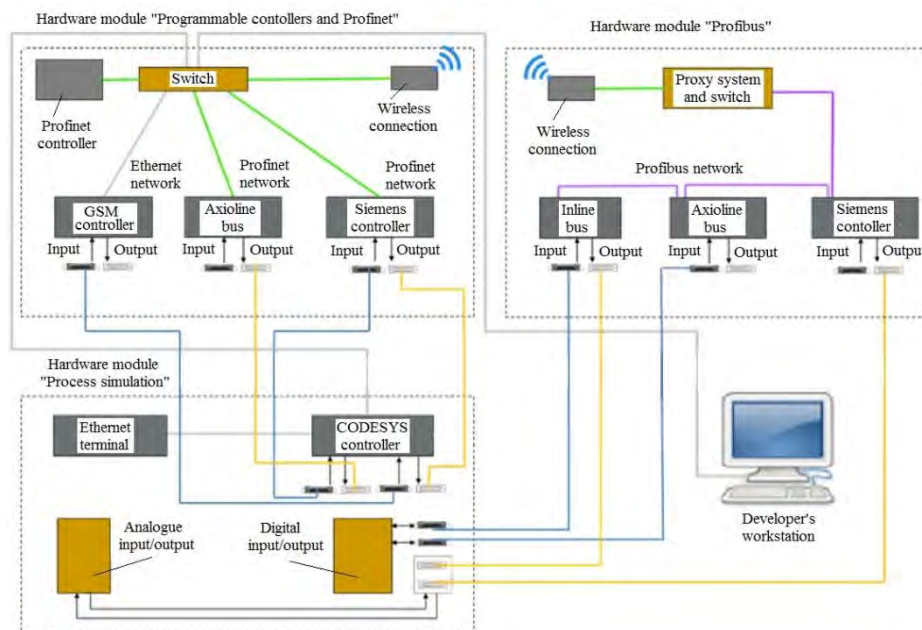 Hardware module "Programmable contollers and Profinet"
Hardware module "Profibus"
Switch
Profinet
controller
Wireless
connection
Ethernet
network
Profinet
network
Profinet
network
GSM
controller
Axioline
bus
Siemens
controller
Input
Output
Input
Output
Input
Output
Proxy system
and switch
Wireless
connection
Profibus network
Inline
bus
Axioline
bus
Siemens
contoller
Input
Output
Input
Output
Input
Output
Hardware module
"Process simulation"
Ethernet
terminal
CODESYS
controller
Analogue
input/output
Digital
input/output
Developer's
workstation